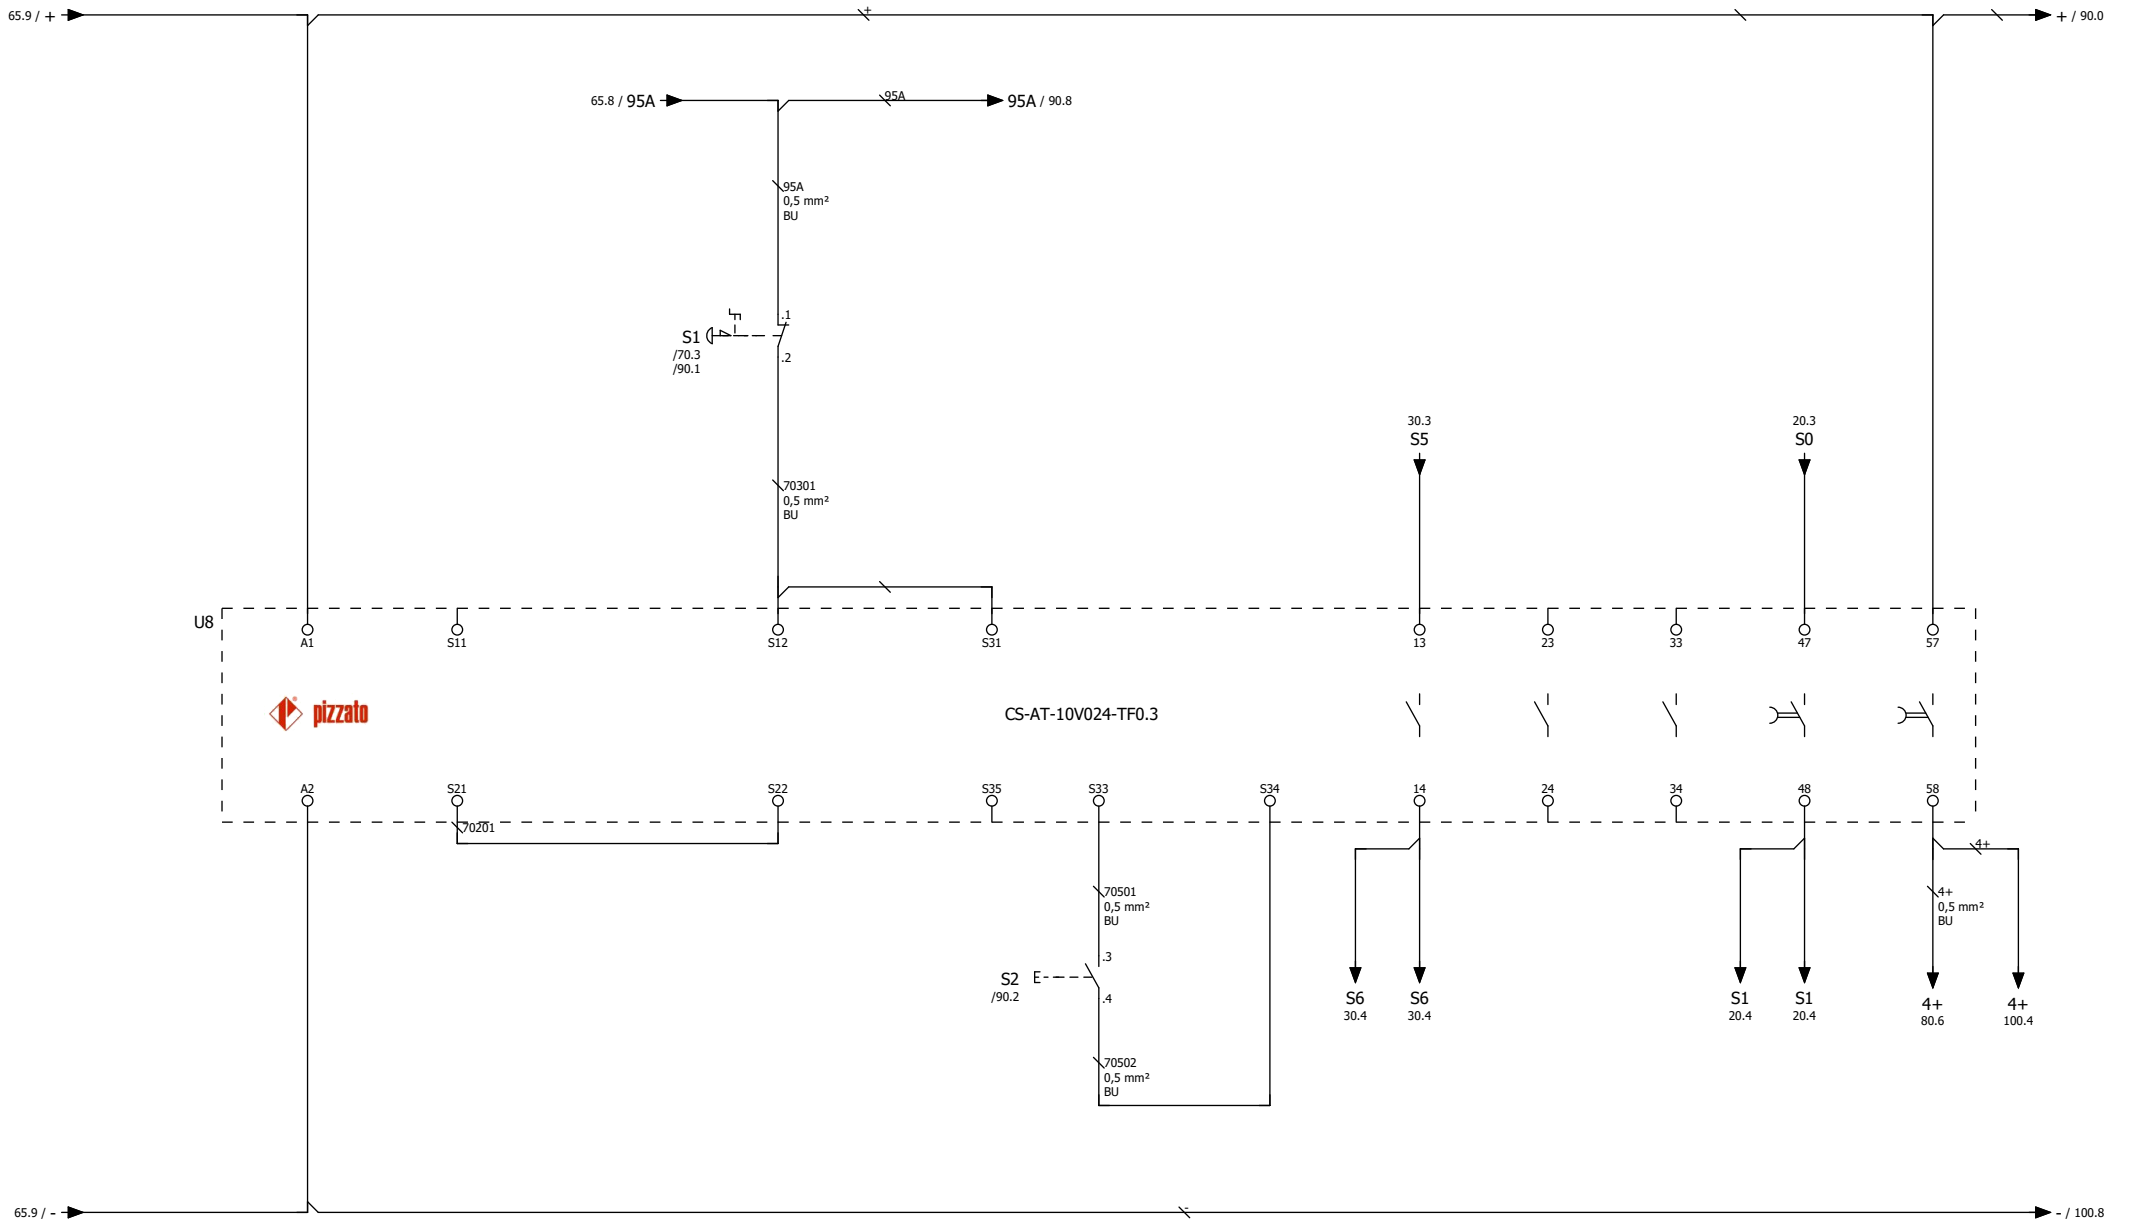 65.9 / +
+
+ / 90.0
65.8 / 95A
95A
95A / 90.8
95A
0,5 mm²
BU
.1
S1
/70.3
/90.1
.2
30.3
S5
20.3
S0
70301
0,5 mm²
BU
U8
A1
S11
S12
S31
13
23
33
47
57
pizzato
CS-AT-10V024-TF0.3
A2
S21
S22
S35
S33
S34
14
24
34
48
58
70201
4+
70501
0,5 mm²
BU
4+
0,5 mm²
BU
.3
S2
/90.2
.4
S6
30.4
S6
30.4
S1
20.4
S1
20.4
4+
80.6
4+
100.4
70502
0,5 mm²
BU
65.9 / -
-
- / 100.8